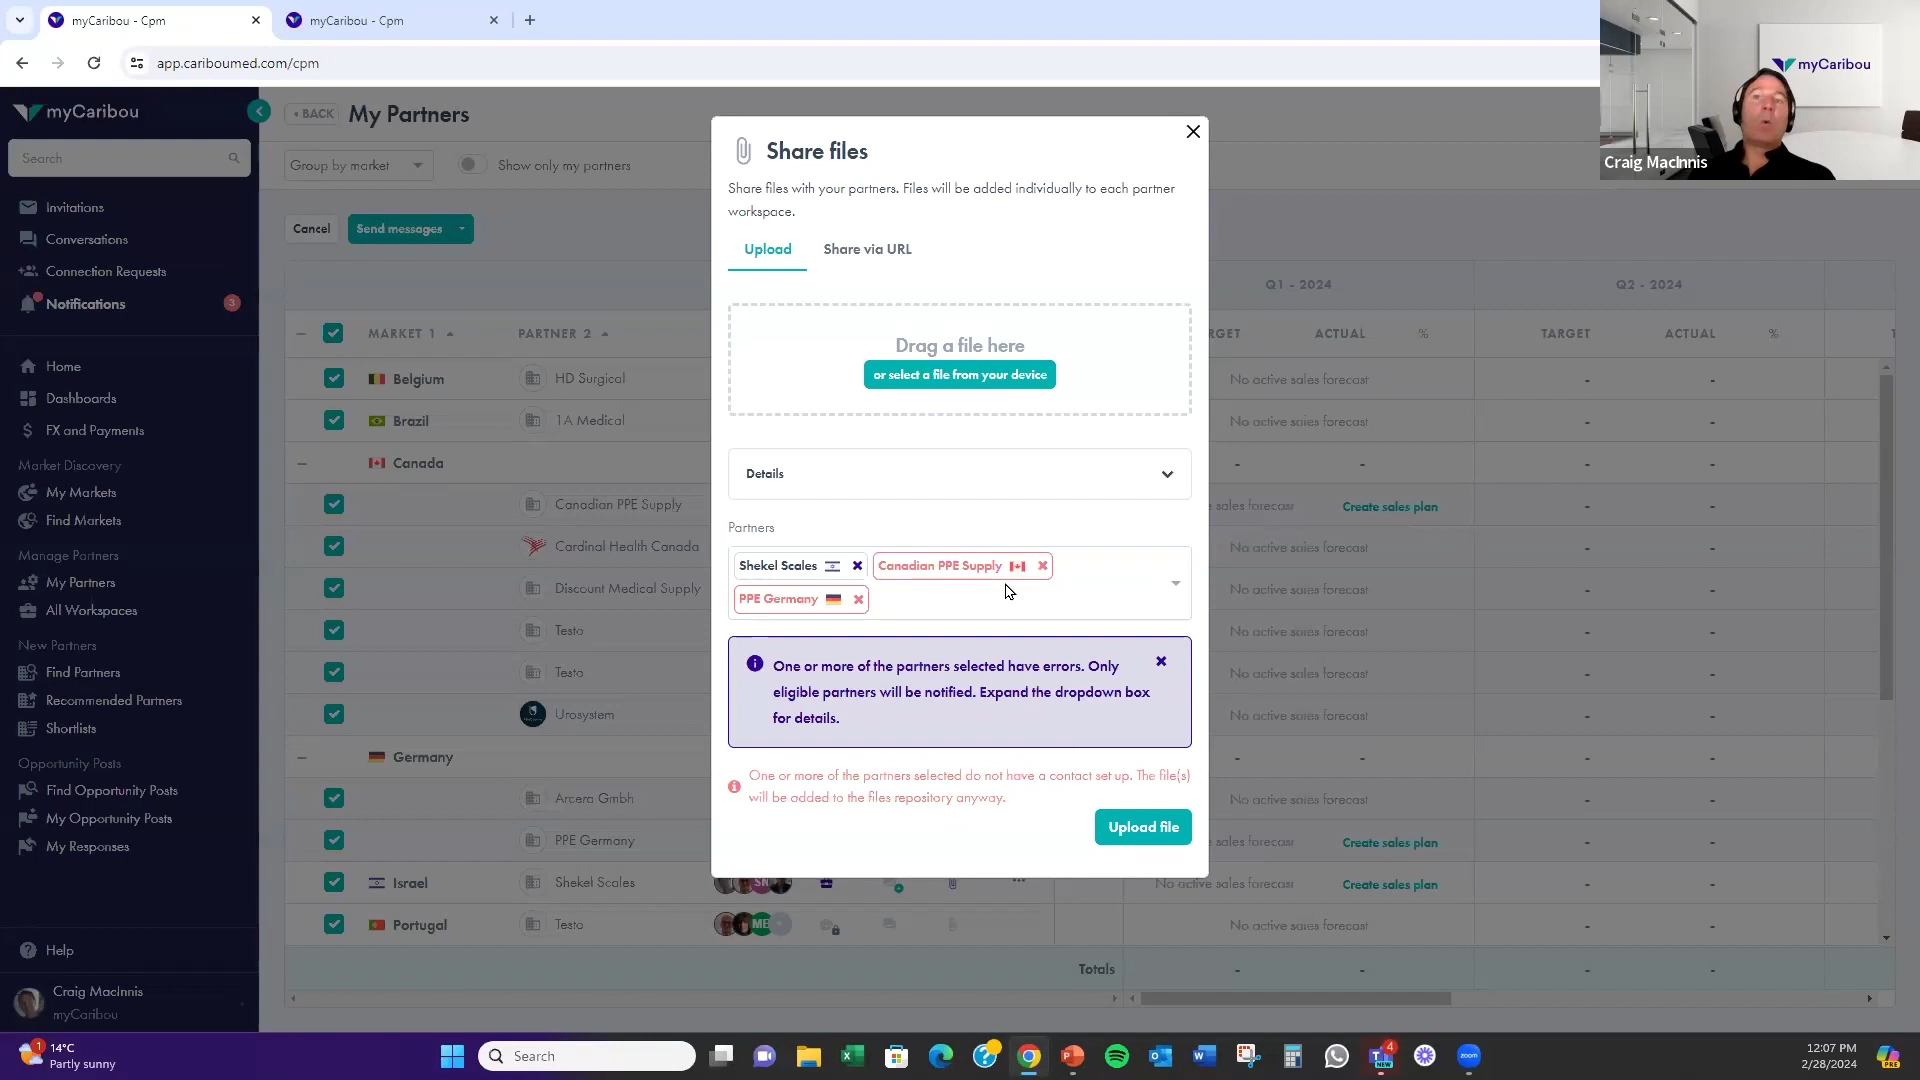 myCaribou - Cpm
myCaribou - Cpm
app.cariboumed.com/cpm
myCaribou
Craig MacInnis
myCaribou
Search
Invitations
Conversations
Connection Requests
Notifications
3
Home
Dashboards
FX and Payments
Market Discovery
My Markets
Find Markets
Manage Partners
My Partners
All Workspaces
New Partners
Find Partners
Recommended Partners
Shortlists
Opportunity Posts
Find Opportunity Posts
My Opportunity Posts
My Responses
Help
Craig MacInnis
myCaribou
BACK
My Partners
Group by market
Show only my partners
Cancel
Send messages
Q1 - 2024
Q2 - 2024
MARKET 1
PARTNER 2
ACTUAL
%
TARGET
ACTUAL
%
Belgium
HD Surgical
No active sales forecast
-
-
Brazil
1A Medical
No active sales forecast
-
-
Canada
-
-
-
-
Canadian PPE Supply
sales forecast
Create sales plan
-
-
Cardinal Health Canada
No active sales forecast
-
-
Discount Medical Supply
No active sales forecast
-
-
Testo
No active sales forecast
-
-
Testo
No active sales forecast
-
-
Urosystem
No active sales forecast
-
-
Germany
-
-
-
-
Arcera Gmbh
No active sales forecast
-
-
PPE Germany
sales forecast
Create sales plan
-
-
Israel
Shekel Scales
No active sales forecast
Create sales plan
-
-
Portugal
Testo
ME
No active sales forecast
-
-
Totals
-
-
-
-
Share files
Share files with your partners. Files will be added individually to each partner
workspace.
Upload
Share via URL
Drag a file here
or select a file from your device
Details
Partners
Shekel Scales
Canadian PPE Supply
PPE Germany
One or more of the partners selected have errors. Only
eligible partners will be notified. Expand the dropdown box
for details.
One or more of the partners selected do not have a contact set up. The file(s)
will be added to the files repository anyway.
Upload file
1
14°C
Partly sunny
Search
4
NEW
zoom
12:07 PM
2/28/2024
PRE